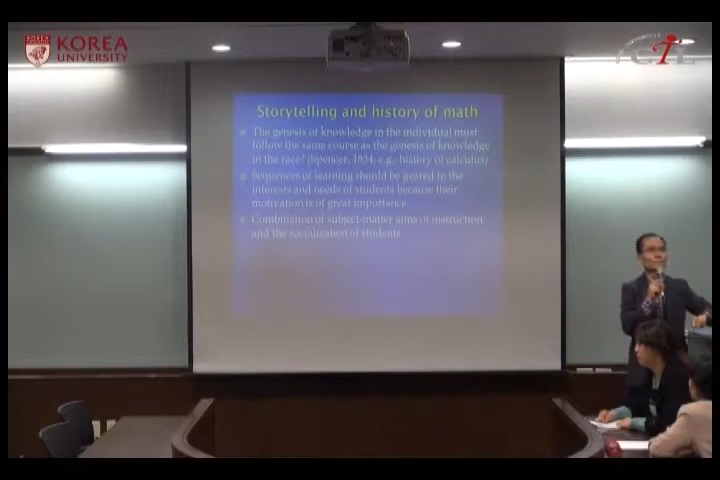 KOREA
UNIVERSITY
Storytelling and history of math
The genesis of knowledge in the individual must
follow the same course as the genesis of knowledge
in the race? (Spencer, 1854, e.g., history of calculus)
Sequences of learning should be geared to the
interests and needs of students because their
motivation is of great importance.
Combination of subject-matter aims of instruction
and the socialization of students